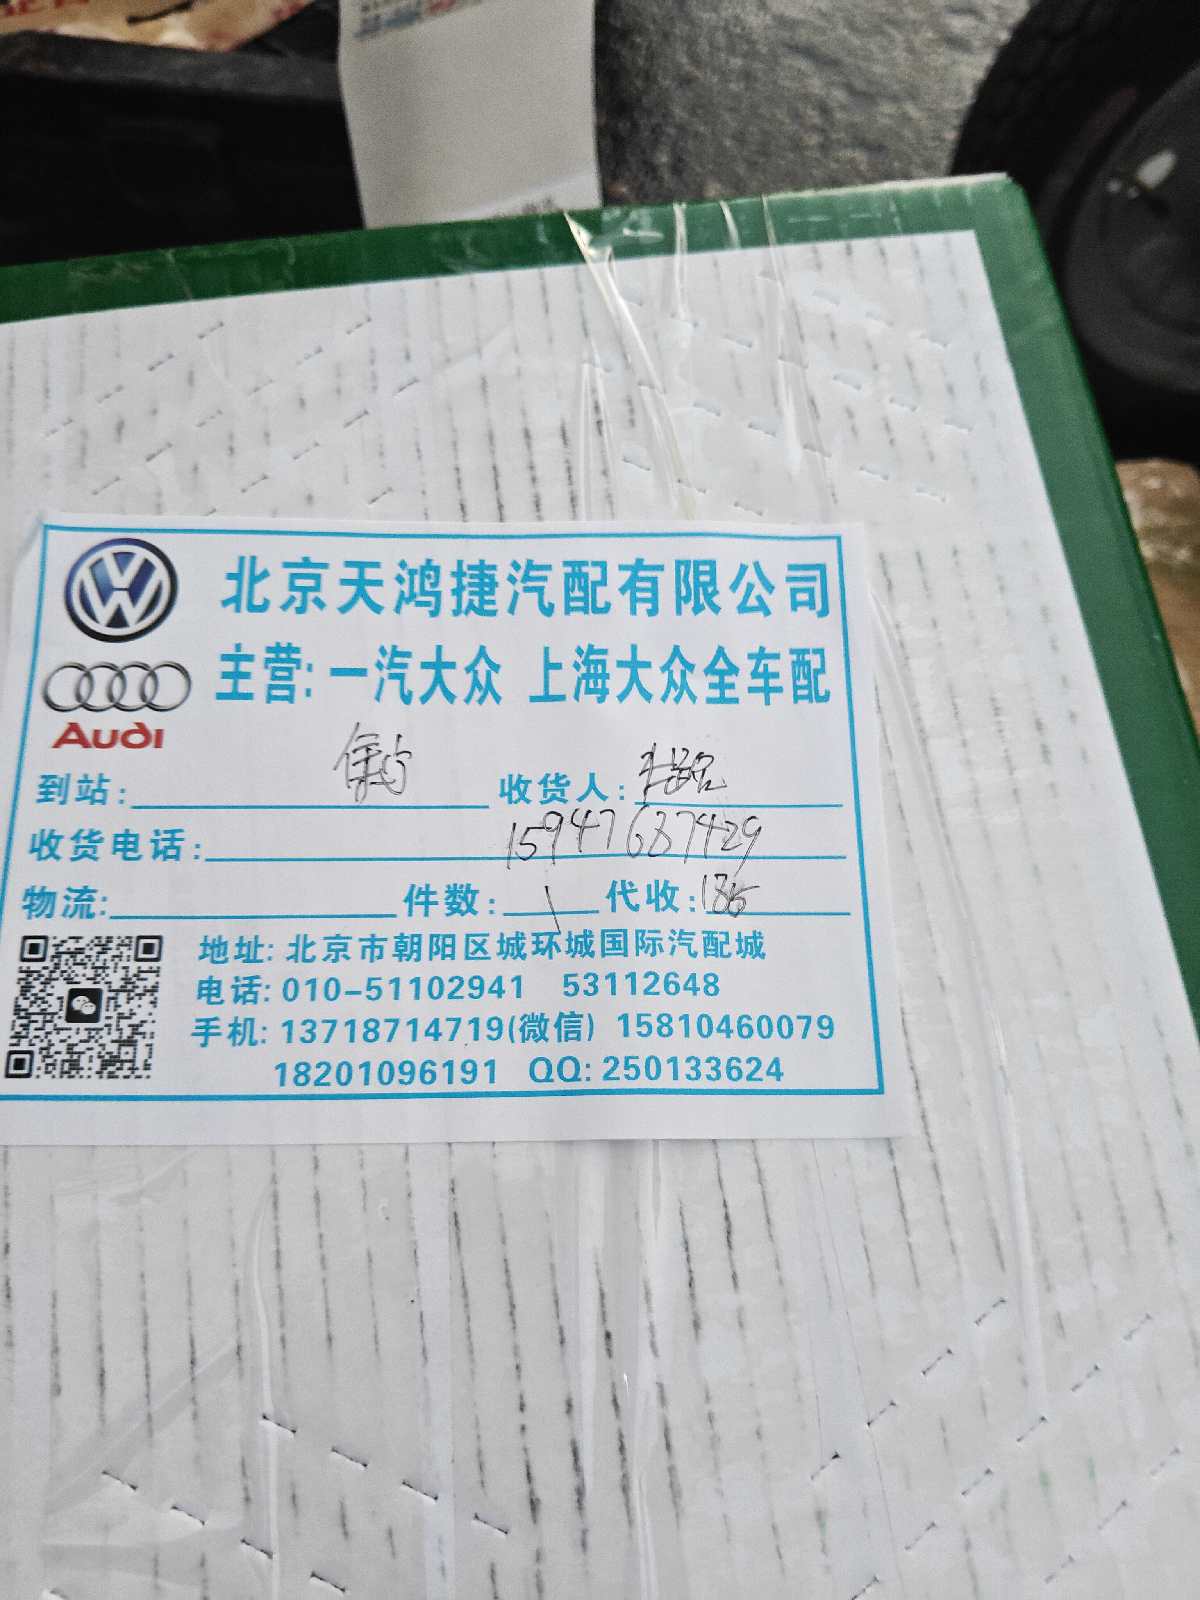 北京天鸿捷汽配有限公司
主营: 一汽大众 上海大众全车配
Audi
到站: 收货人:
收货电话: 15947687429
物流: 件数: 1 代收: 185
地址: 北京市朝阳区城环城国际汽配城
电话: 010-51102941 53112648
手机: 13718714719(微信) 15810460079
18201096191 QQ: 250133624